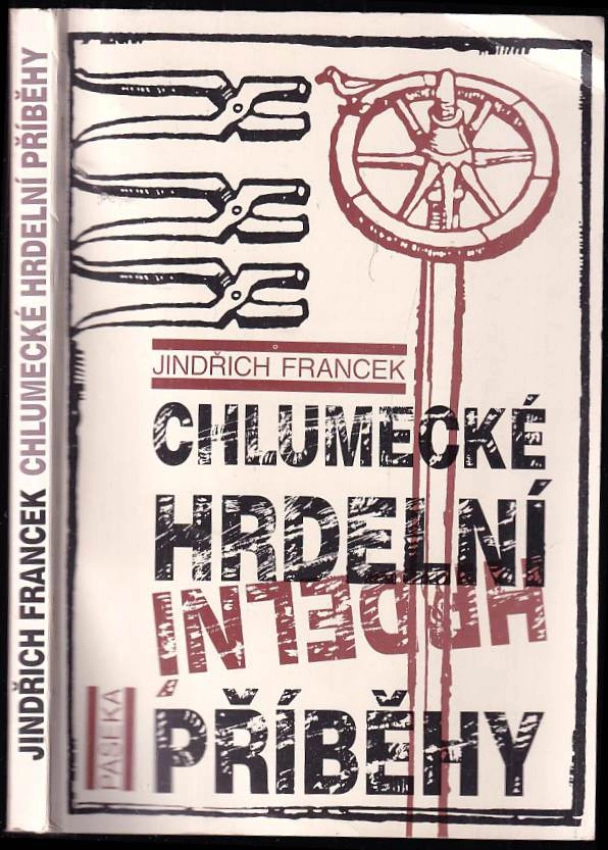 JINDŘICH FRANCEK CHLUMECKÉ HRDELNÍ PŘÍBĚHY
JINDŘICH FRANCEK
CHLUMECKÉ
HRDELNÍ
HRDELNÍ
PŘÍBĚHY
PASEKA